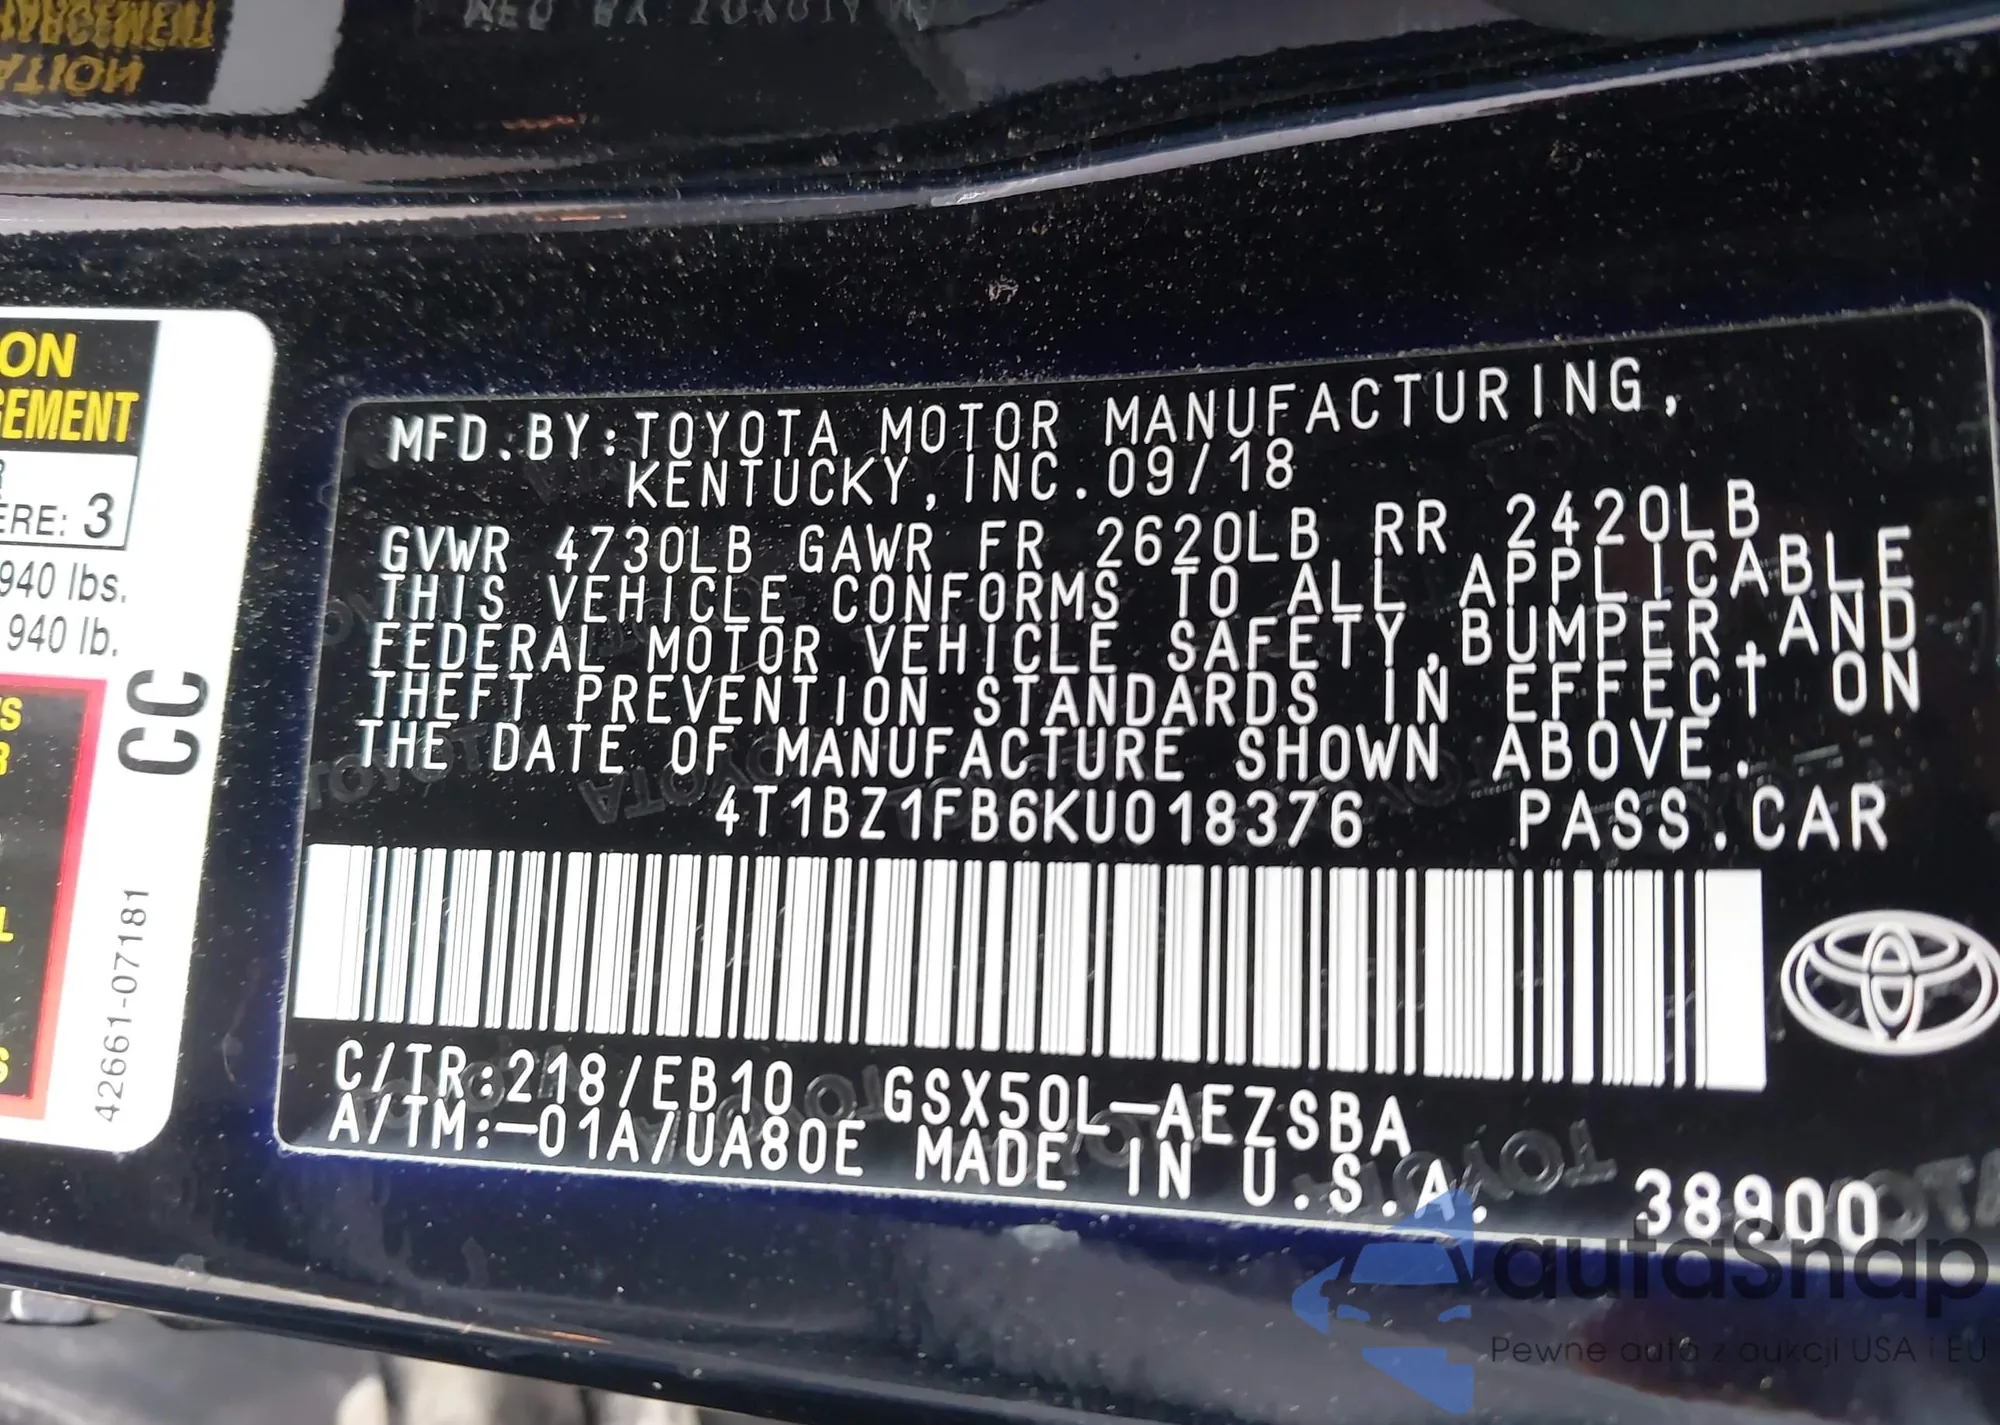 ON
GEMENT
ERE: 3
940 lbs.
940 lb.
CC
42661-07181
MFD.BY:TOYOTA MOTOR MANUFACTURING,
KENTUCKY,INC.09/18
GVWR 4730LB GAWR FR 2620LB RR 2420LB
THIS VEHICLE CONFORMS TO ALL APPLICABLE
FEDERAL MOTOR VEHICLE SAFETY,BUMPER,AND
THEFT PREVENTION STANDARDS IN EFFECT ON
THE DATE OF MANUFACTURE SHOWN ABOVE.
4T1BZ1FB6KU018376 PASS.CAR
C/TR:218/EB10 GSX50L-AEZSBA
A/TM:-01A/UA80E MADE IN U.S.A. 38900
autaSnap
Pewne auta z aukcji USA i EU